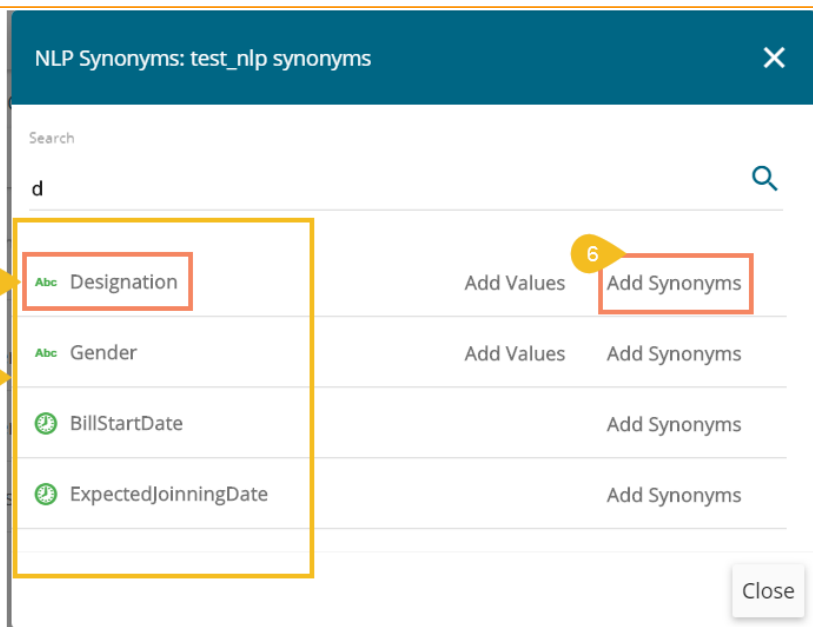 NLP Synonyms: test_nlp synonyms
Search
d
6
Abc Designation Add Values Add Synonyms
Abc Gender Add Values Add Synonyms
BillStartDate Add Synonyms
ExpectedJoinningDate Add Synonyms
Close